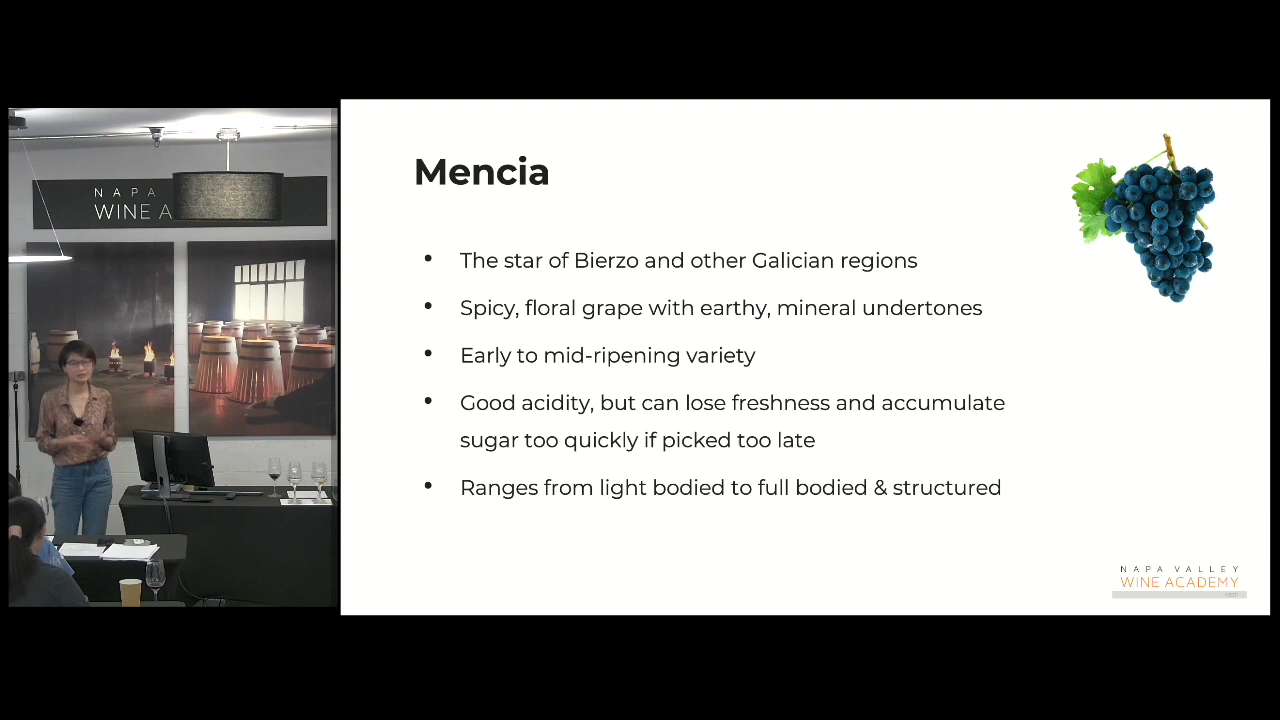 NAPA
WINE A
Mencia
• The star of Bierzo and other Galician regions
• Spicy, floral grape with earthy, mineral undertones
• Early to mid-ripening variety
• Good acidity, but can lose freshness and accumulate
sugar too quickly if picked too late
• Ranges from light bodied to full bodied & structured
NAPA VALLEY
WINE ACADEMY